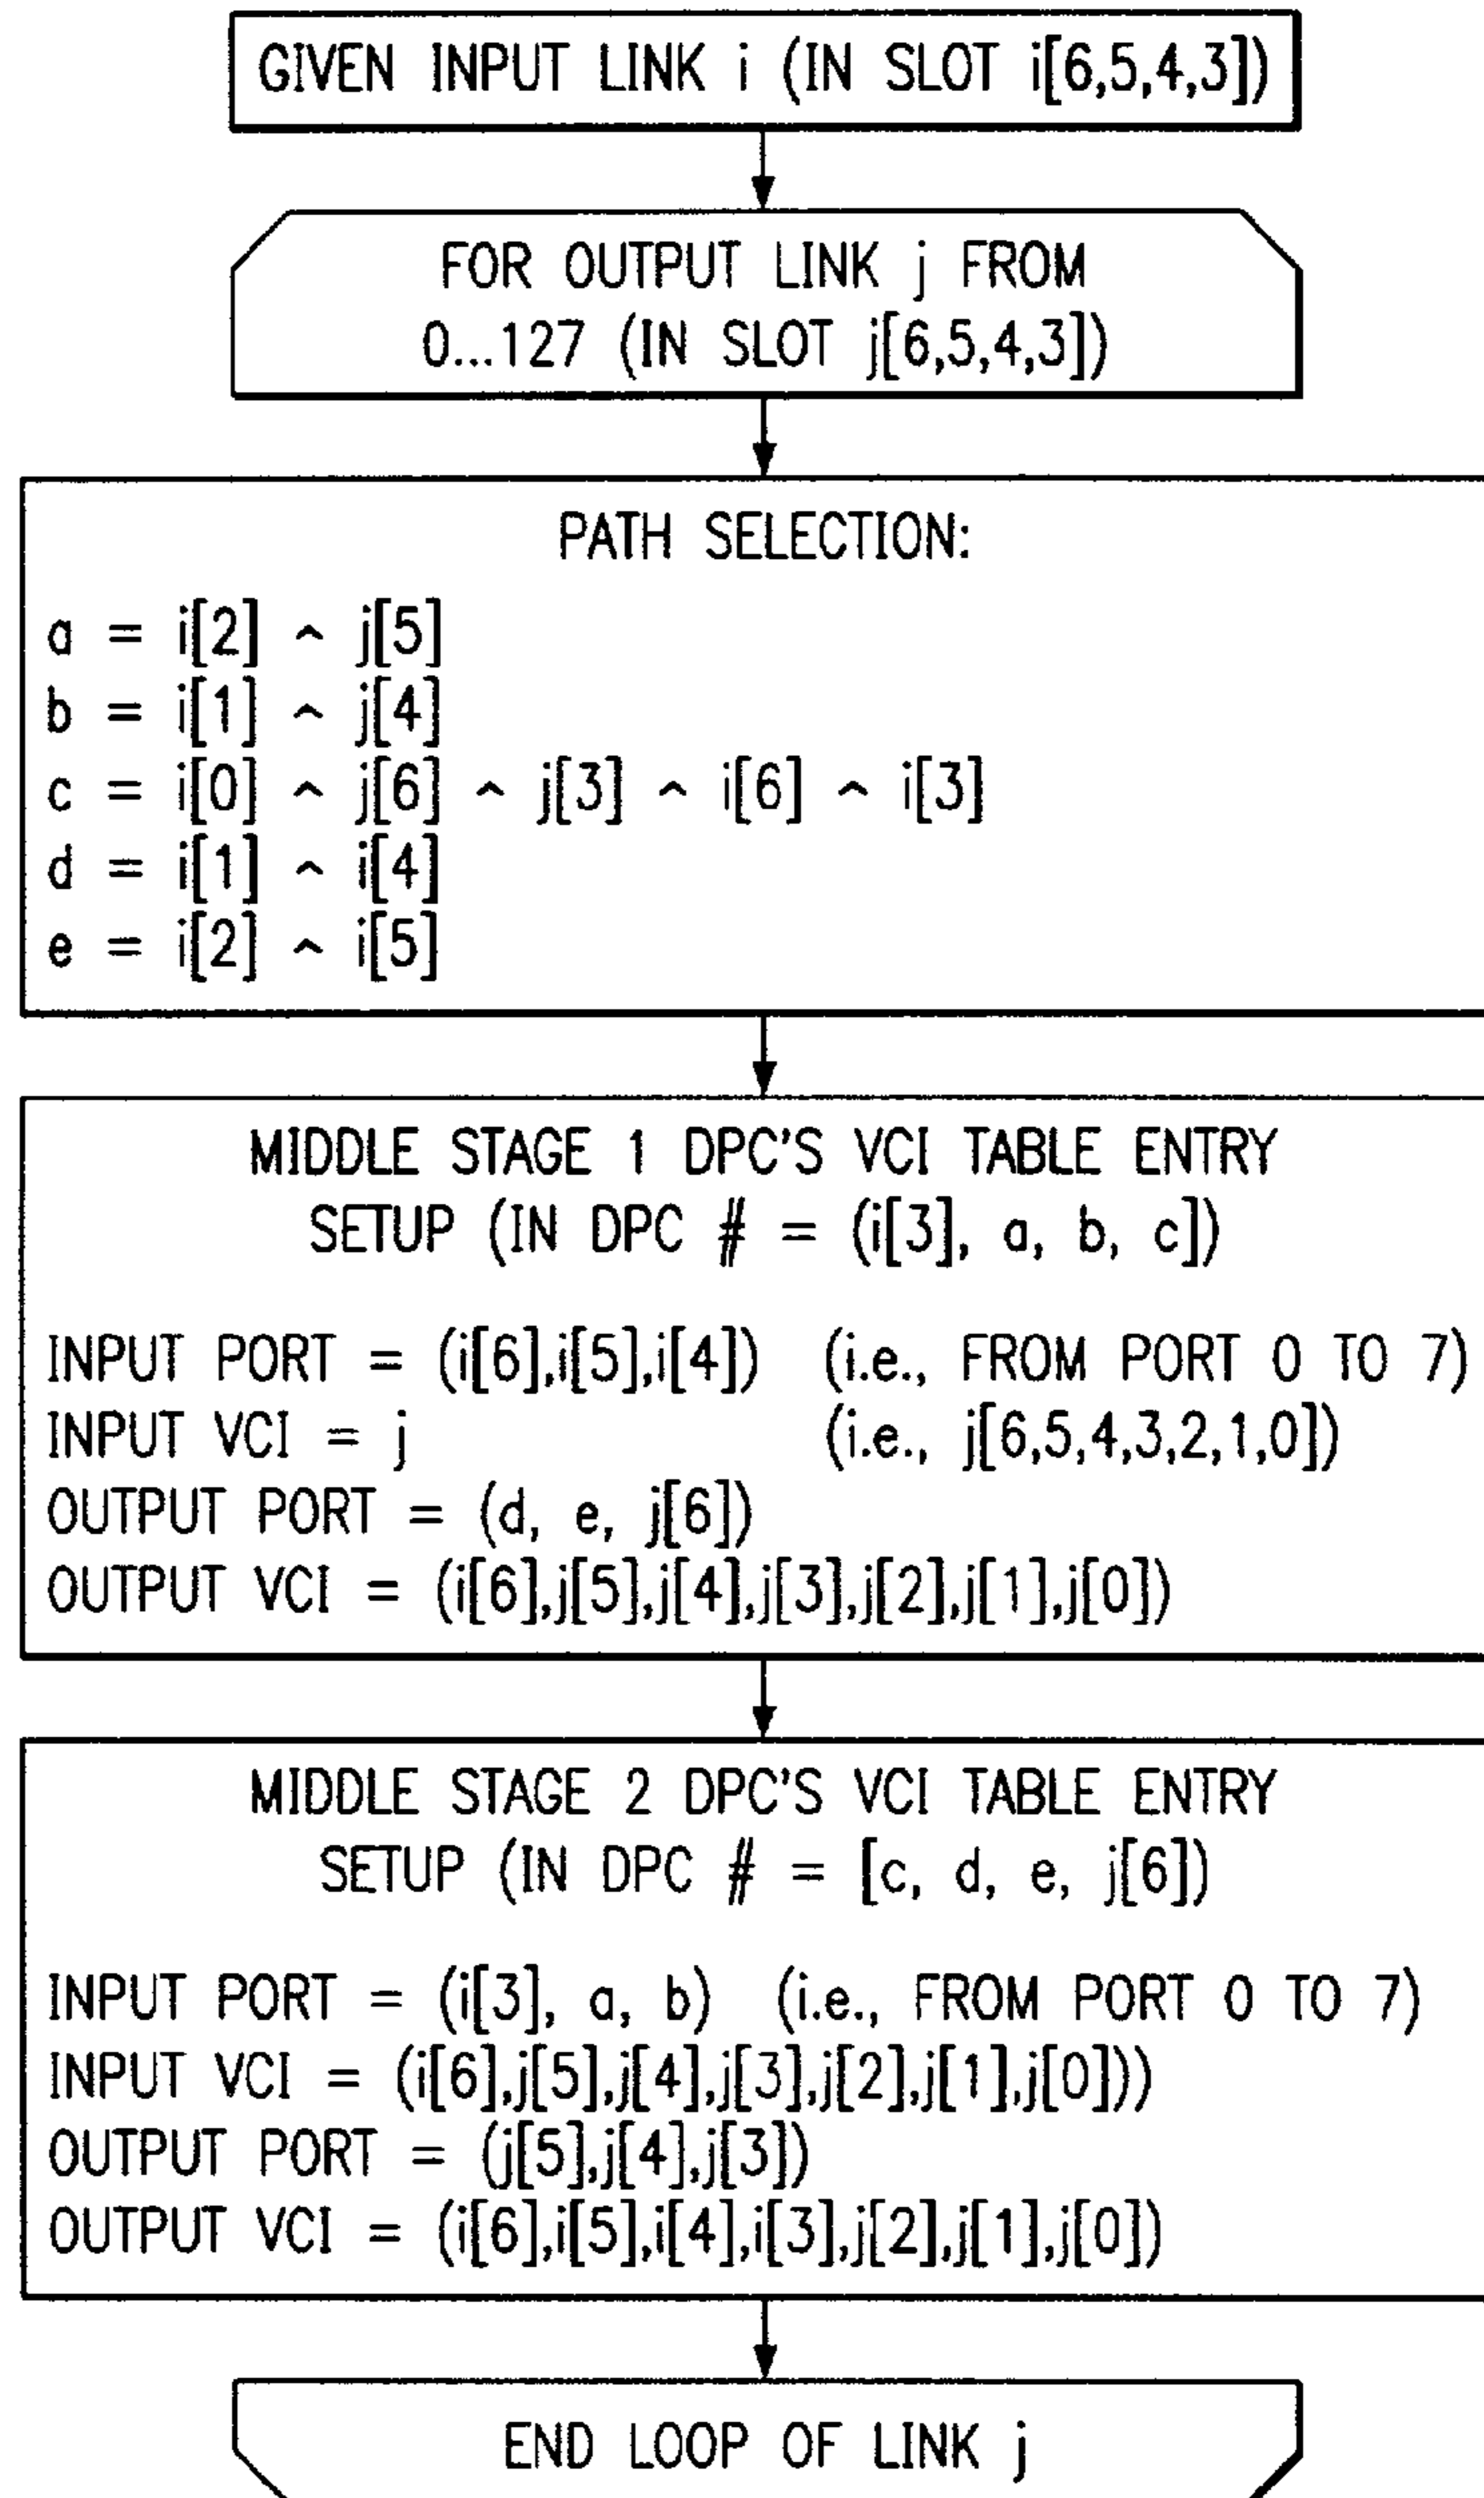 GIVEN INPUT LINK i (IN SLOT i[6,5,4,3])
FOR OUTPUT LINK j FROM
0...127 (IN SLOT j[6,5,4,3])
PATH SELECTION:
a = i[2] ^ j[5]
b = i[1] ^ j[4]
c = i[0] ^ j[6] ^ j[3] ^ i[6] ^ i[3]
d = i[1] ^ i[4]
e = i[2] ^ i[5]
MIDDLE STAGE 1 DPC'S VCI TABLE ENTRY
SETUP (IN DPC # = (i[3], a, b, c])
INPUT PORT = (i[6],i[5],i[4]) (i.e., FROM PORT 0 TO 7)
INPUT VCI = j (i.e., j[6,5,4,3,2,1,0])
OUTPUT PORT = (d, e, j[6])
OUTPUT VCI = (i[6],j[5],j[4],j[3],j[2],j[1],j[0])
MIDDLE STAGE 2 DPC'S VCI TABLE ENTRY
SETUP (IN DPC # = [c, d, e, j[6])
INPUT PORT = (i[3], a, b) (i.e., FROM PORT 0 TO 7)
INPUT VCI = (i[6],j[5],j[4],j[3],j[2],j[1],j[0]))
OUTPUT PORT = (j[5],j[4],j[3])
OUTPUT VCI = (i[6],i[5],i[4],i[3],j[2],j[1],j[0])
END LOOP OF LINK j